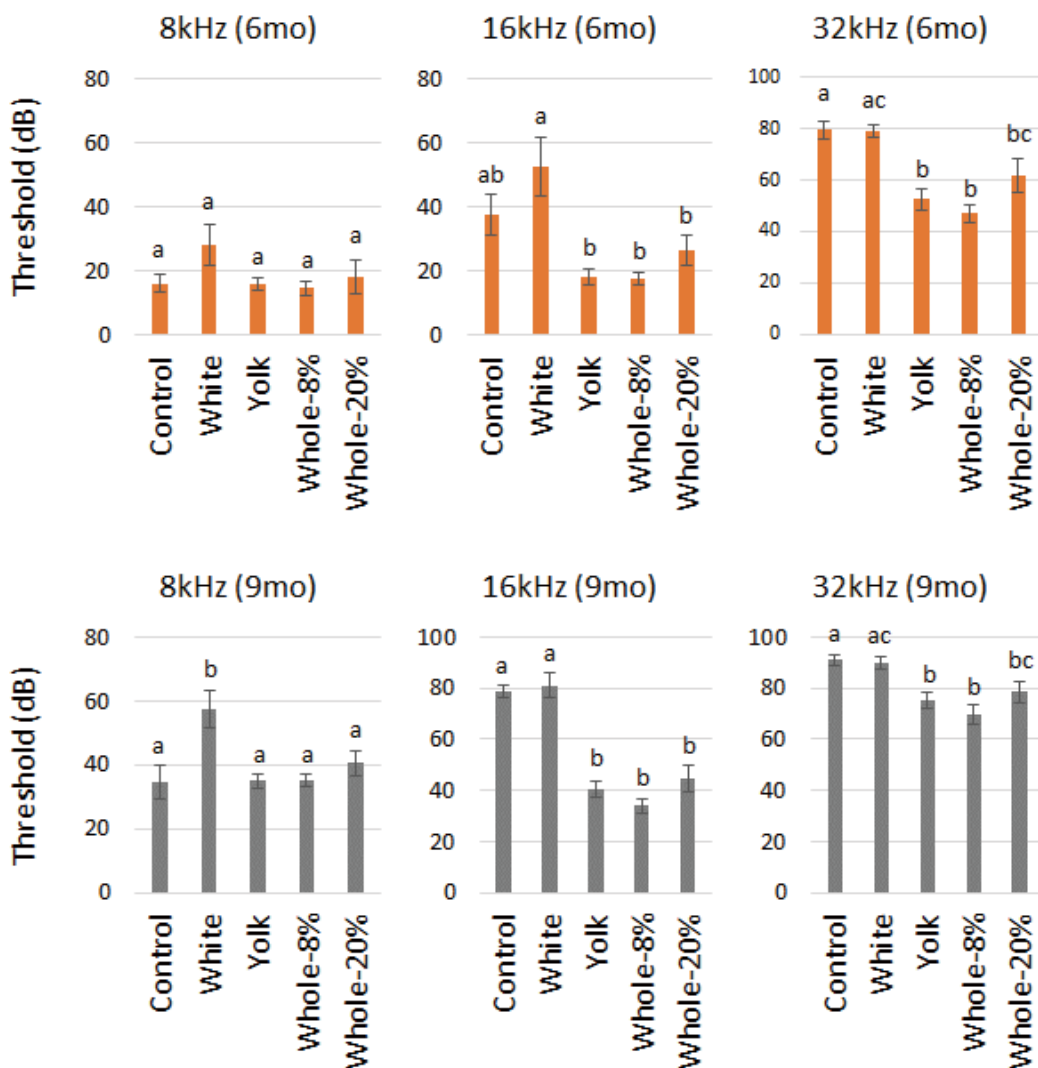 8kHz (6mo)
Threshold (dB)
80
60
40
20
0
a
a
a
a
a
Control
White
Yolk
Whole-8%
Whole-20%
16kHz (6mo)
80
60
40
20
0
ab
a
b
b
b
Control
White
Yolk
Whole-8%
Whole-20%
32kHz (6mo)
100
80
60
40
20
0
a
ac
b
b
bc
Control
White
Yolk
Whole-8%
Whole-20%
8kHz (9mo)
Threshold (dB)
80
60
40
20
0
a
b
a
a
a
Control
White
Yolk
Whole-8%
Whole-20%
16kHz (9mo)
100
80
60
40
20
0
a
a
b
b
b
Control
White
Yolk
Whole-8%
Whole-20%
32kHz (9mo)
100
80
60
40
20
0
a
ac
b
b
bc
Control
White
Yolk
Whole-8%
Whole-20%